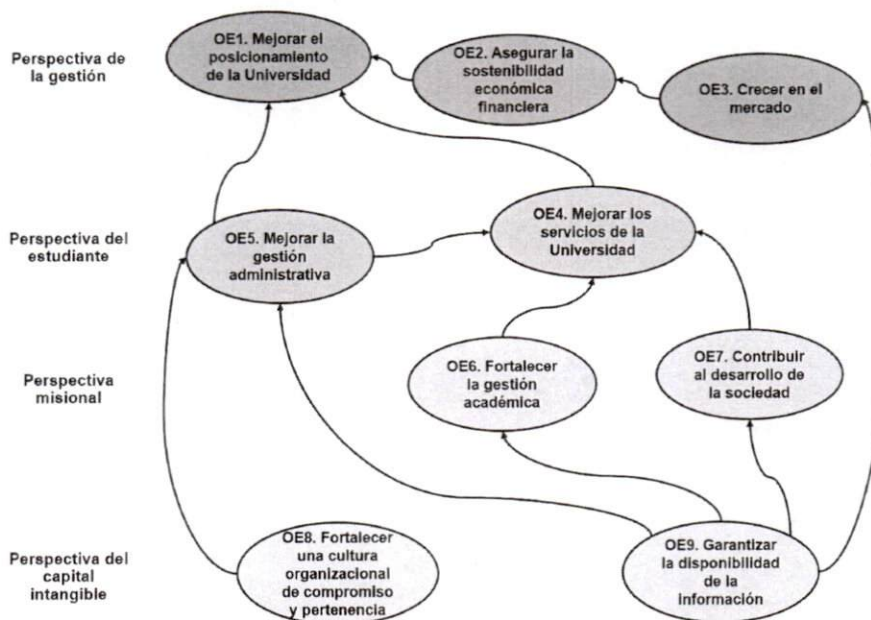 Perspectiva de
la gestión
OE1. Mejorar el
posicionamiento
de la Universidad
OE2. Asegurar la
sostenibilidad
económica
financiera
OE3. Crecer en el
mercado
Perspectiva del
estudiante
OE5. Mejorar la
gestión
administrativa
OE4. Mejorar los
servicios de la
Universidad
Perspectiva
misional
OE6. Fortalecer
la gestión
académica
OE7. Contribuir
al desarrollo de
la sociedad
Perspectiva del
capital
intangible
OE8. Fortalecer
una cultura
organizacional
de compromiso
y pertenencia
OE9. Garantizar
la disponibilidad
de la
información